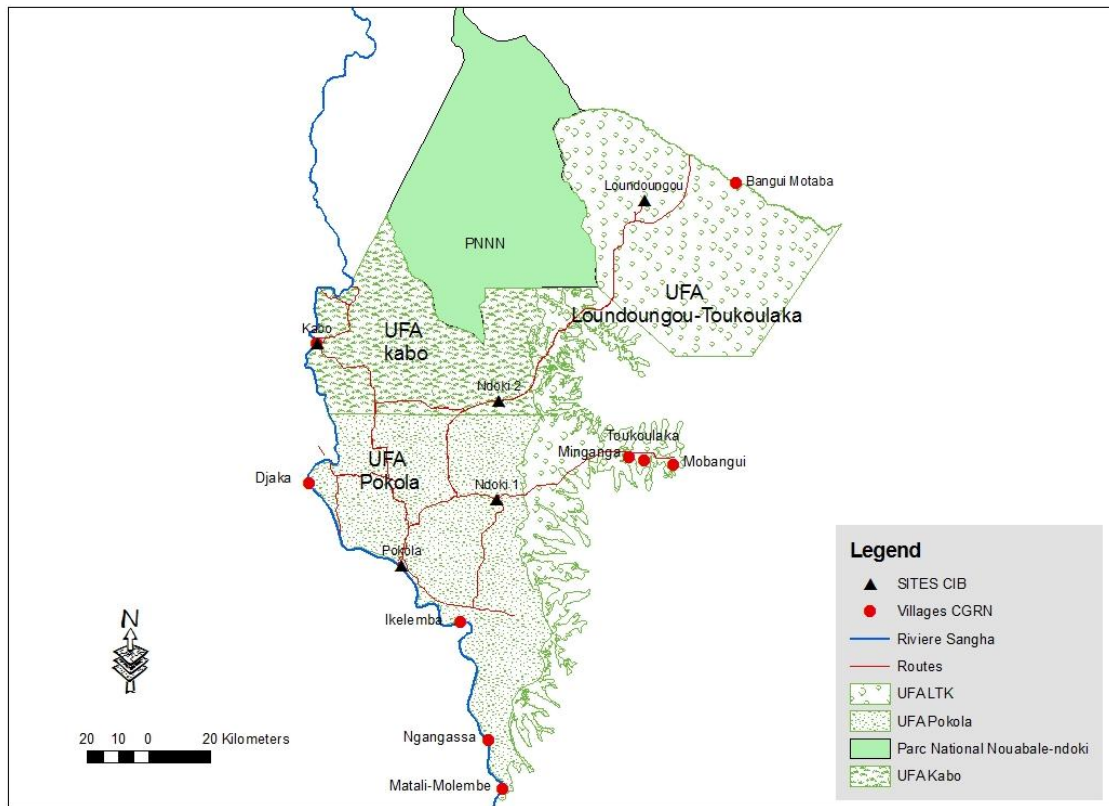 Loundoungou
Bangui Motaba
PNNN
UFA
Loundoungou-Toukoulaka
Kabo
UFA
kabo
Ndoki 2
Toukoulaka
Minganga
Mobangui
UFA
Pokola
Djaka
Ndoki 1
Pokola
Ikelemba
Ngangassa
Matali-Molembe
N
20 10 0 20 Kilometers
Legend
SITES CIB
Villages CGRN
Riviere Sangha
Routes
UFA LTK
UFA Pokola
Parc National Nouabale-ndoki
UFA Kabo